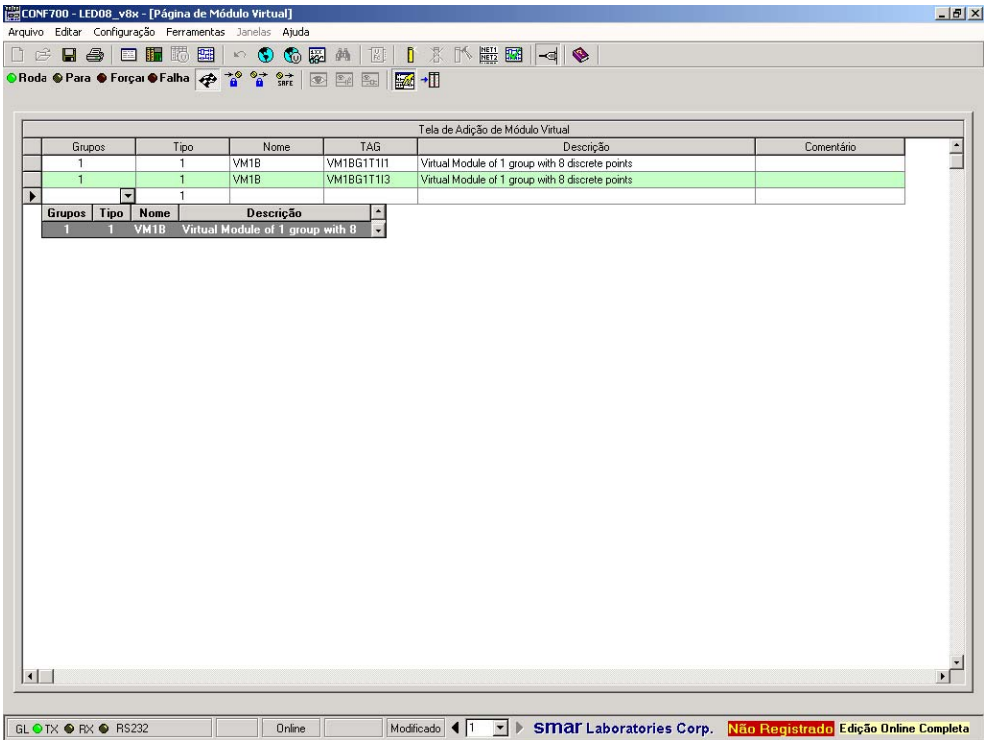 CONF700 - LED08_v8x - [Página de Módulo Virtual]
Arquivo Editar Configuração Ferramentas Janelas Ajuda
Roda Para Forçar Falha SAFE
NET1
NET2
Tela de Adição de Módulo Virtual
Grupos Tipo Nome TAG Descrição Comentário
1 1 VM1B VM1BG1T1I1 Virtual Module of 1 group with 8 discrete points
1 1 VM1B VM1BG1T1I3 Virtual Module of 1 group with 8 discrete points
1
Grupos Tipo Nome Descrição
1 1 VM1B Virtual Module of 1 group with 8
GL TX RX RS232 Online Modificado 1 smar Laboratories Corp. Não Registrado Edição Online Completa